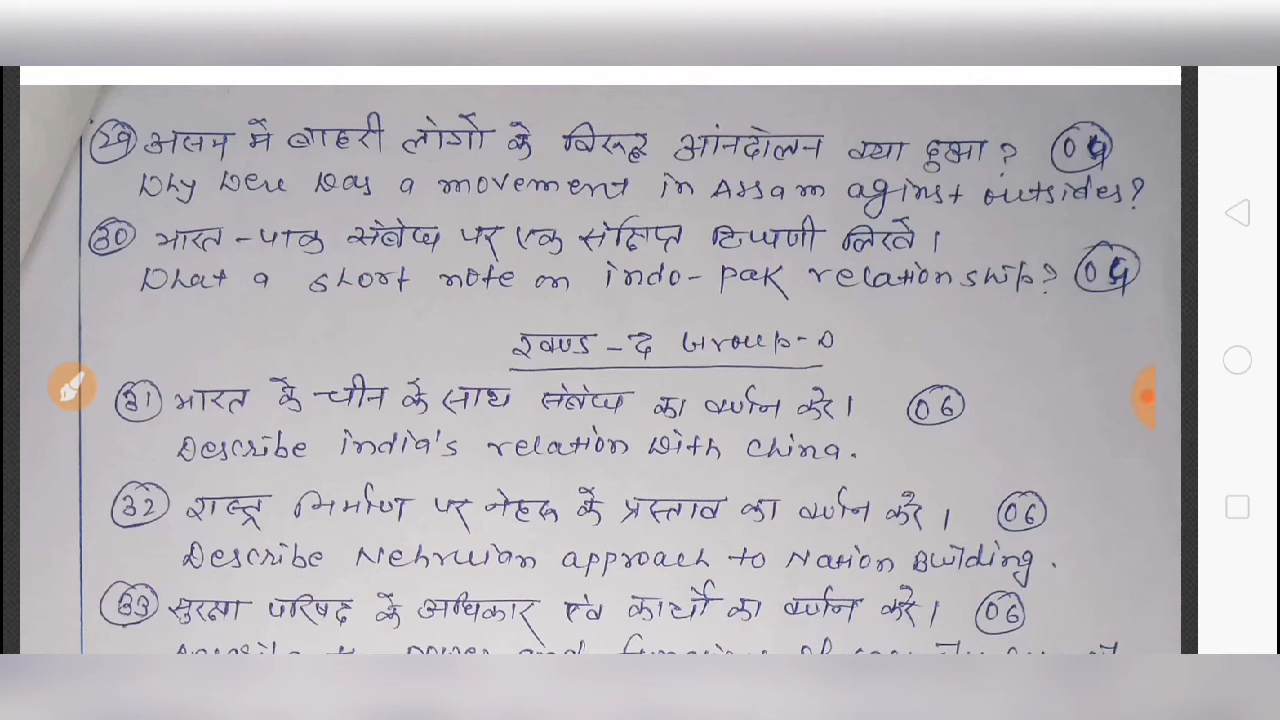 29 असम में बाहरी लोगों के विरूद्ध आंनदोलन क्या हुआ? 04
Why Were Was a movement in Assam aginst outsides?
30 भारत - पाक संबंध पर एक संक्षिप्त टिप्पणी लिखें।
What a short note on indo-pak relationship? 04
खण्ड - द Group-D
31 भारत के चीन के साथ संबंध का वर्णन करे। 06
Describe india's relation with china.
32 राष्ट्र निर्माण पर नेहरू के प्रस्ताव का वर्णन करे। 06
Describe Nehruvian approach to Nation Building.
33 सुरक्षा परिषद के अधिकार एवं कार्यों का वर्णन करे। 06